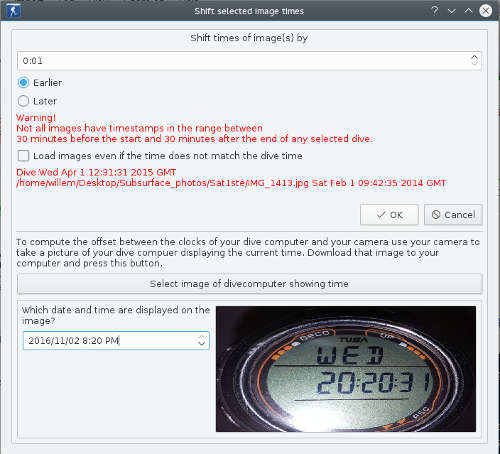 Shift selected image times
Shift times of image(s) by
0:01
Earlier
Later
Warning!
Not all images have timestamps in the range between
30 minutes before the start and 30 minutes after the end of any selected dive.
Load images even if the time does not match the dive time
Dive:Wed Apr 1 12:31:31 2015 GMT
/home/willem/Desktop/Subsurface_photos/Sat1ste/IMG_1413.jpg Sat Feb 1 09:42:35 2014 GMT
OK
Cancel
To compute the offset between the clocks of your dive computer and your camera use your camera to
take a picture of your dive compuer displaying the current time. Download that image to your
computer and press this button.
Select image of divecomputer showing time
Which date and time are displayed on the
image?
2016/11/02 8:20 PM
TUSA
WED
20:20:31